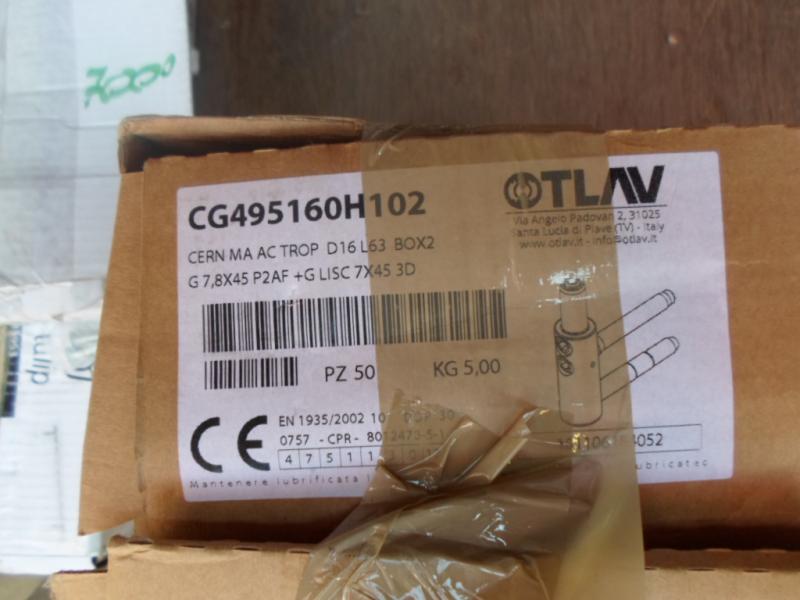 7000
CG495160H102
OTLAV
Via Angelo Padovan 2, 31025
Santa Lucia di Piave (TV) - Italy
www.otlav.it - info@otlav.it
CERN MA AC TROP D16 L63 BOX2
G 7,8X45 P2AF +G LISC 7X45 3D
PZ 50 KG 5,00
CE
EN 1935/2002
0757 - CPR -
4 7 5 1 1
4052
Mantenere lubrificata